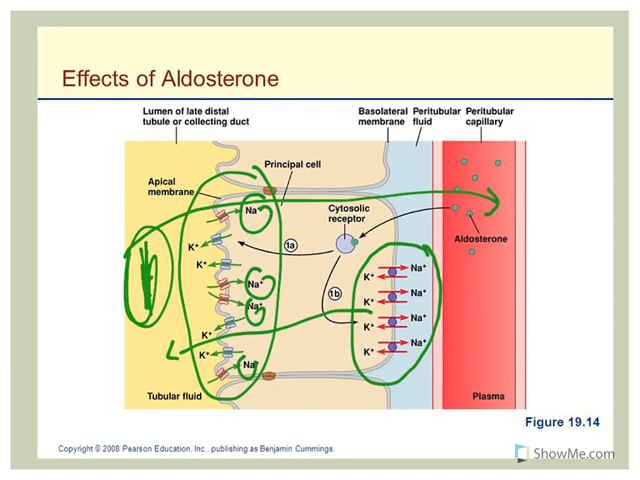 Effects of Aldosterone
Lumen of late distal
tubule or collecting duct
Basolateral
membrane
Peritubular
fluid
Peritubular
capillary
Principal cell
Apical
membrane
Na⁺
Cytosolic
receptor
Aldosterone
K⁺
1a
K⁺
Na⁺
Na⁺
K⁺
K⁺
Na⁺
1b
Na⁺
K⁺
Na⁺
K⁺
Na⁺
K⁺
Na⁺
K⁺
Tubular fluid
Plasma
Figure 19.14
Copyright © 2008 Pearson Education, Inc., publishing as Benjamin Cummings.
ShowMe.com